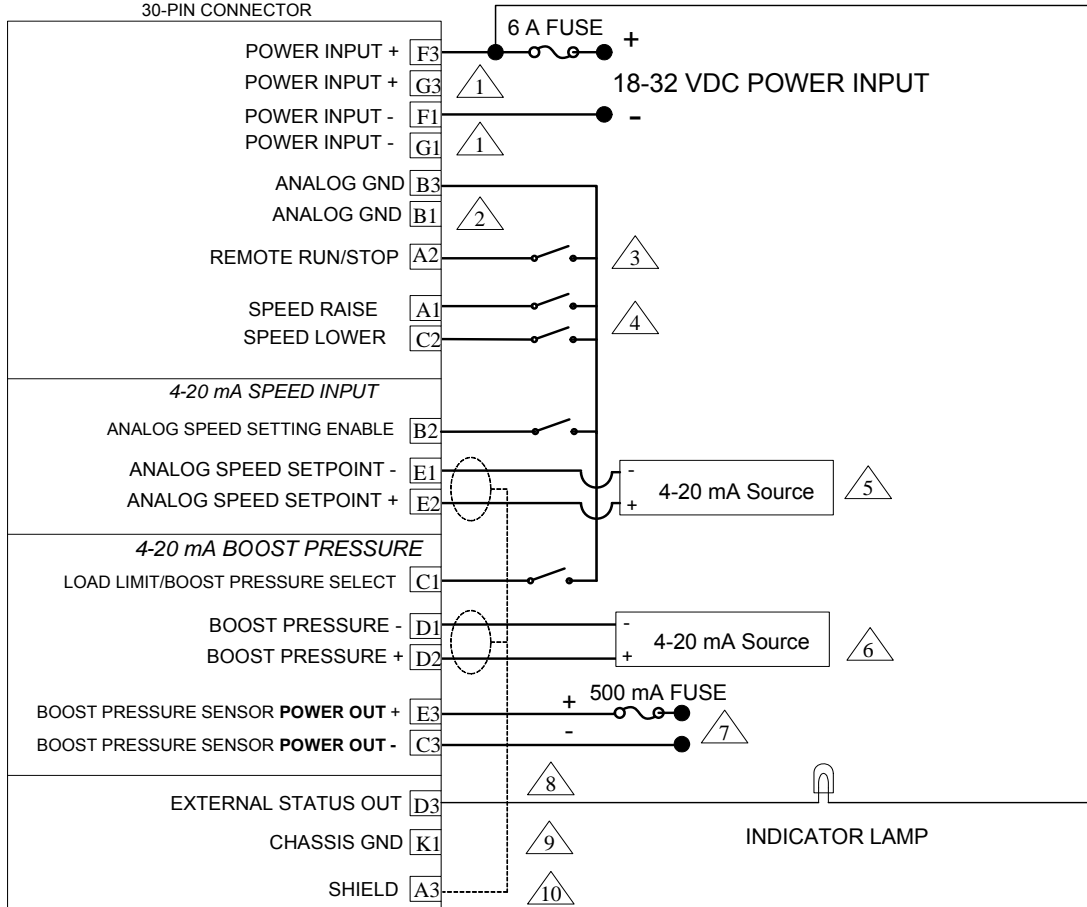 30-PIN CONNECTOR
6 A FUSE
POWER INPUT + F3 +
POWER INPUT + G3 1 18-32 VDC POWER INPUT
POWER INPUT - F1 -
POWER INPUT - G1 1
ANALOG GND B3
ANALOG GND B1 2
REMOTE RUN/STOP A2 3
SPEED RAISE A1 4
SPEED LOWER C2
4-20 mA SPEED INPUT
ANALOG SPEED SETTING ENABLE B2
ANALOG SPEED SETPOINT - E1 -
4-20 mA Source 5
ANALOG SPEED SETPOINT + E2 +
4-20 mA BOOST PRESSURE
LOAD LIMIT/BOOST PRESSURE SELECT C1
BOOST PRESSURE - D1 -
4-20 mA Source 6
BOOST PRESSURE + D2 +
500 mA FUSE
BOOST PRESSURE SENSOR POWER OUT + E3 +
7
BOOST PRESSURE SENSOR POWER OUT - C3 -
8
EXTERNAL STATUS OUT D3
INDICATOR LAMP
CHASSIS GND K1 9
SHIELD A3 10